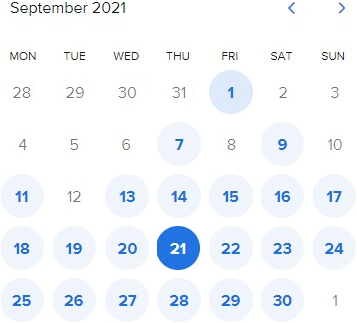 September 2021
MON TUE WED THU FRI SAT SUN
28 29 30 31 1 2 3
4 5 6 7 8 9 10
11 12 13 14 15 16 17
18 19 20 21 22 23 24
25 26 27 28 29 30 1